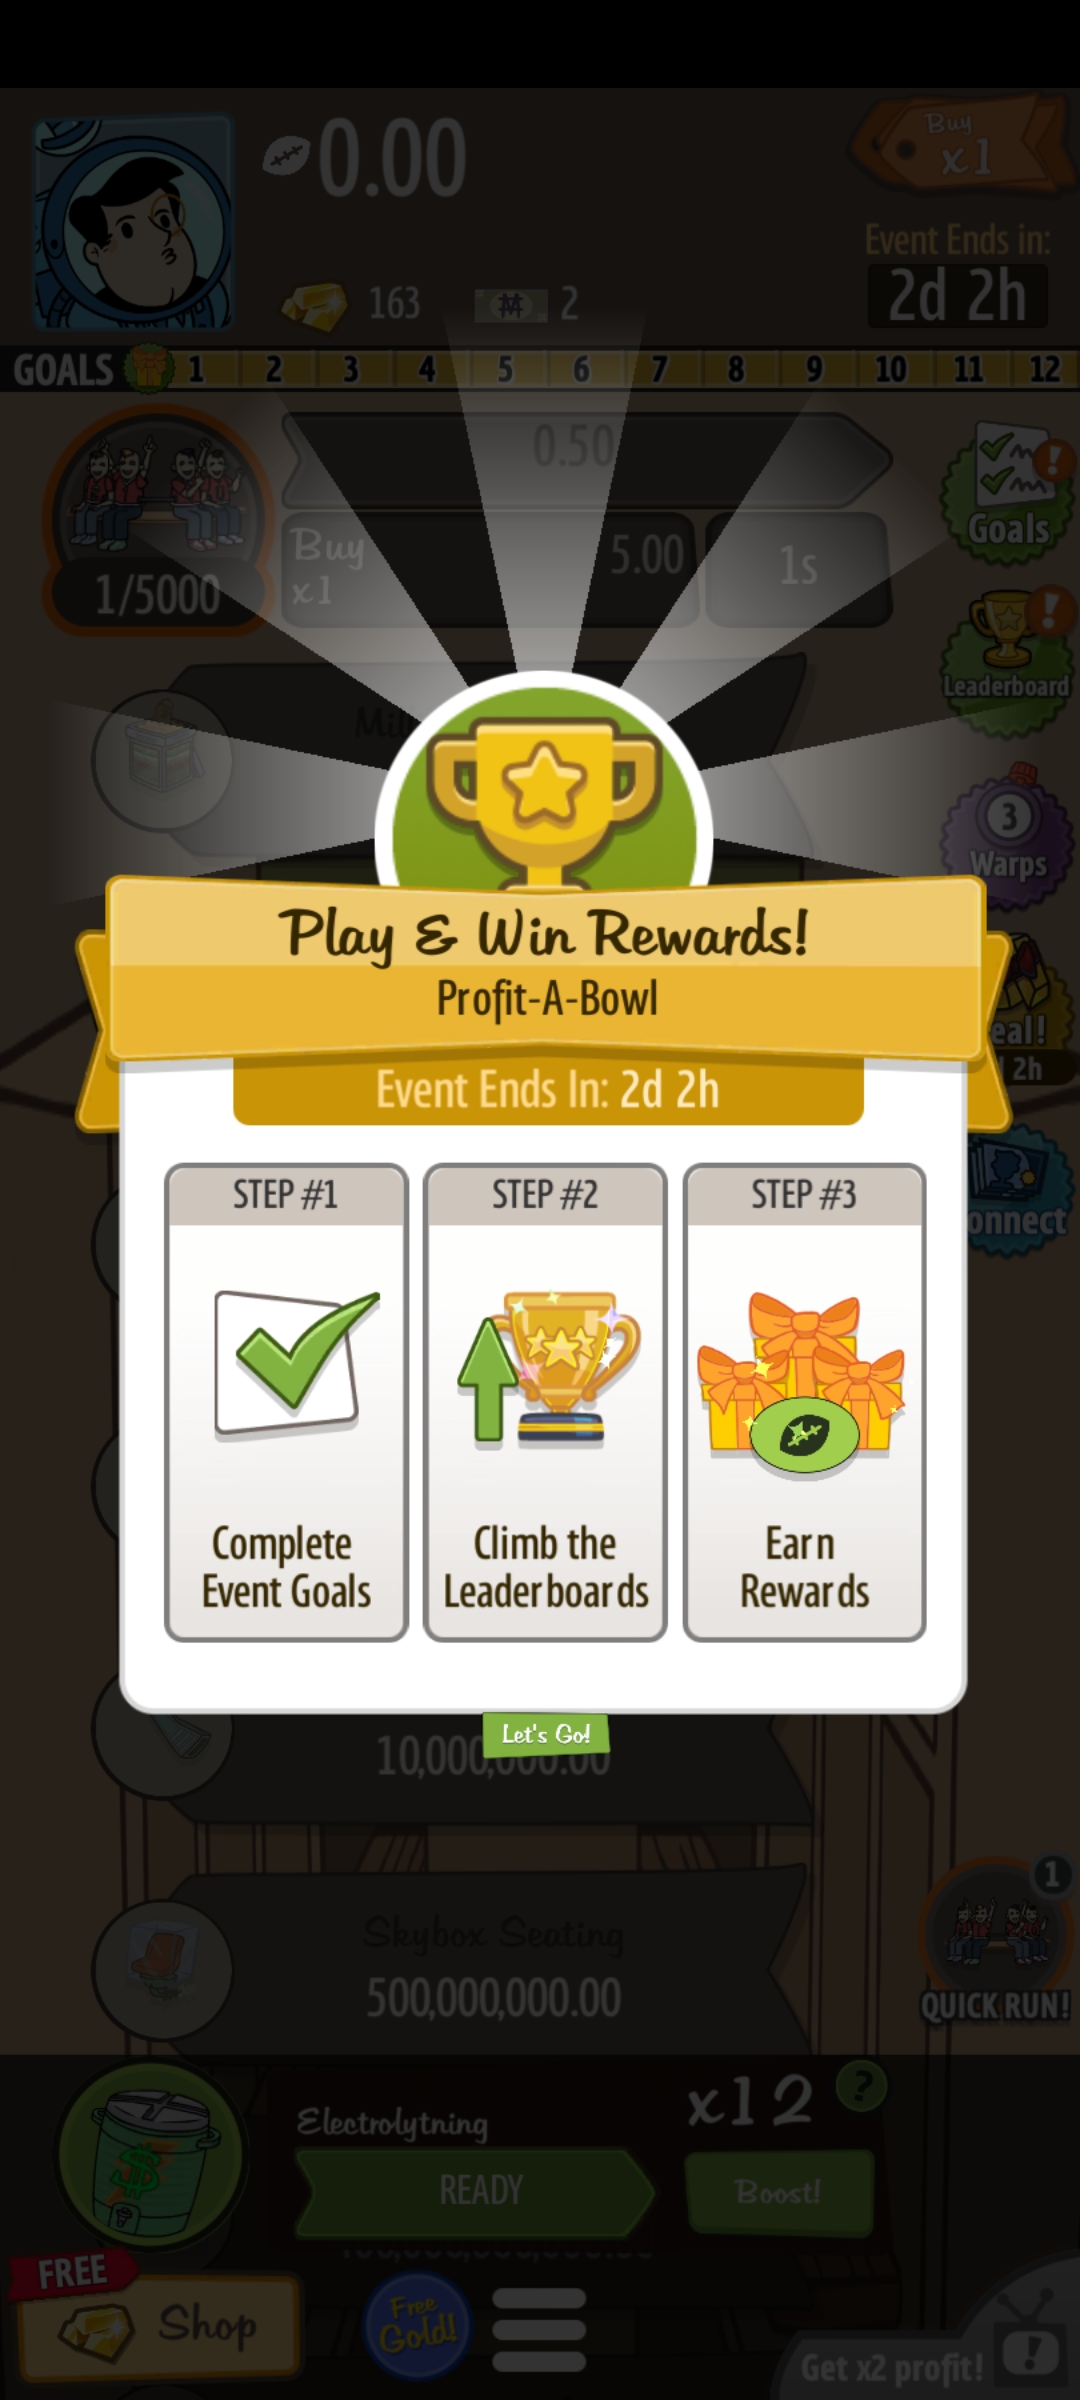 0.00
Buy
x1
Event Ends in:
2d 2h
163
2
GOALS 1 2 3 4 5 6 7 8 9 10 11 12
0.50
Buy
x1
5.00
1s
1/5000
Goals
Leaderboard
3
Warps
Play & Win Rewards!
Profit-A-Bowl
Event Ends In: 2d 2h
2h
STEP #1
STEP #2
STEP #3
Complete
Event Goals
Climb the
Leaderboards
Earn
Rewards
Let's Go!
10,000,000.00
Skybox Seating
500,000,000.00
1
QUICK RUN!
Electrolytning
x12
?
READY
Boost!
FREE
Shop
Free
Gold!
Get x2 profit!